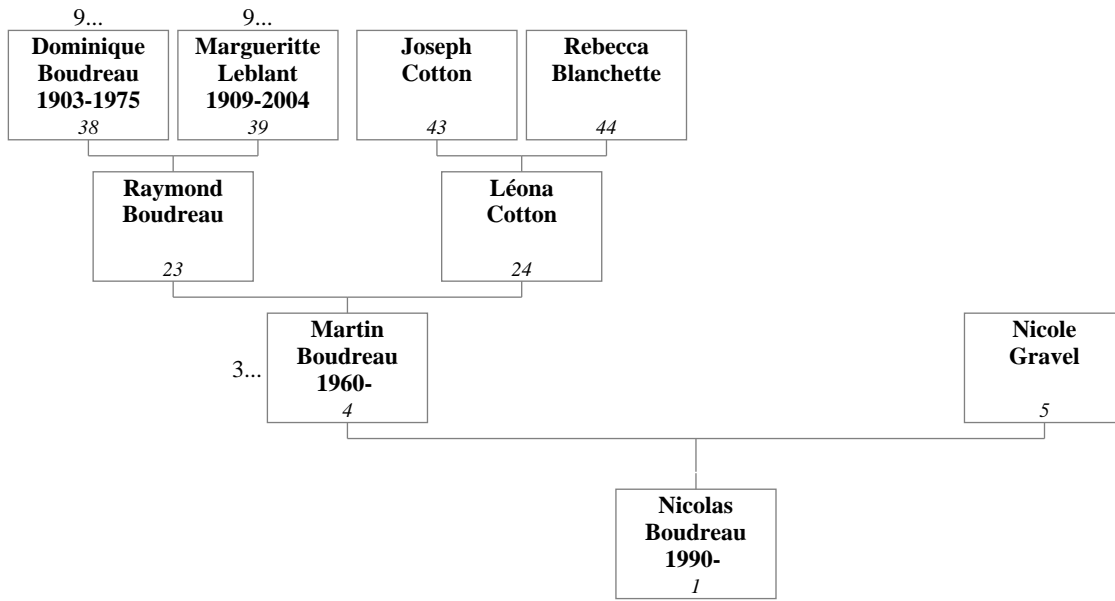 9...
9...
Dominique
Boudreau
1903-1975
38
Margueritte
Leblant
1909-2004
39
Joseph
Cotton
43
Rebecca
Blanchette
44
Raymond
Boudreau
23
Léona
Cotton
24
3...
Martin
Boudreau
1960-
4
Nicole
Gravel
5
Nicolas
Boudreau
1990-
1